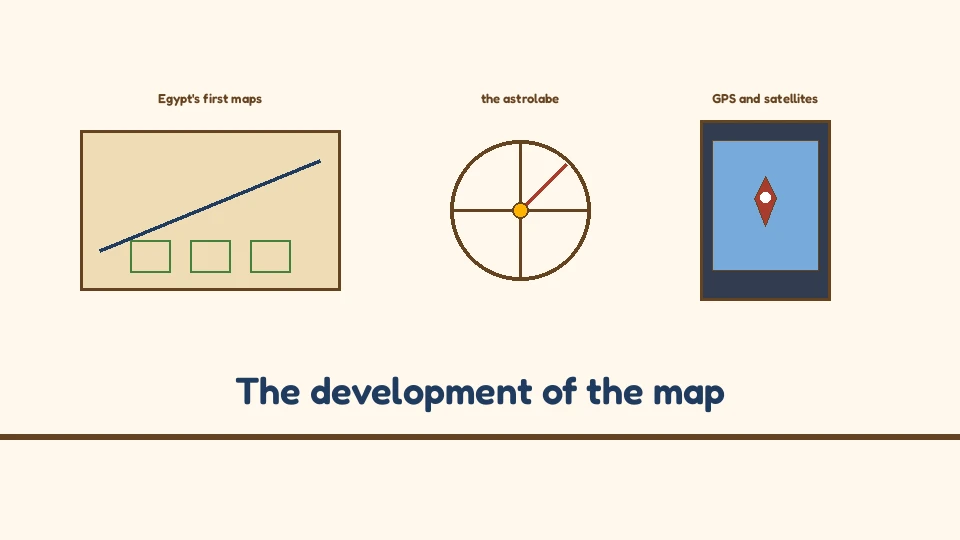 Egypt's first maps
the astrolabe
GPS and satellites
The development of the map